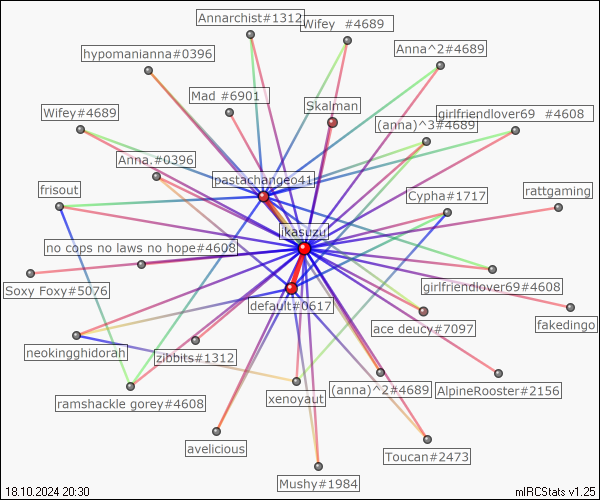 Annarchist#1312
Wifey  #4689
hypomanianna#0396
Anna^2#4689
Mad #6901
Skalman
Wifey#4689
girlfriendlover69  #4608
(anna)^3#4689
Anna.#0396
pastachangeo41
frisout
Cypha#1717
rattgaming
ikasuzu
no cops no laws no hope#4608
Soxy Foxy#5076
girlfriendlover69#4608
default#0617
fakedingo
ace deucy#7097
neokingghidorah
zibbits#1312
(anna)^2#4689
AlpineRooster#2156
ramshackle gorey#4608
xenoyaut
avelicious
Toucan#2473
Mushy#1984
18.10.2024 20:30
mIRCStats v1.25